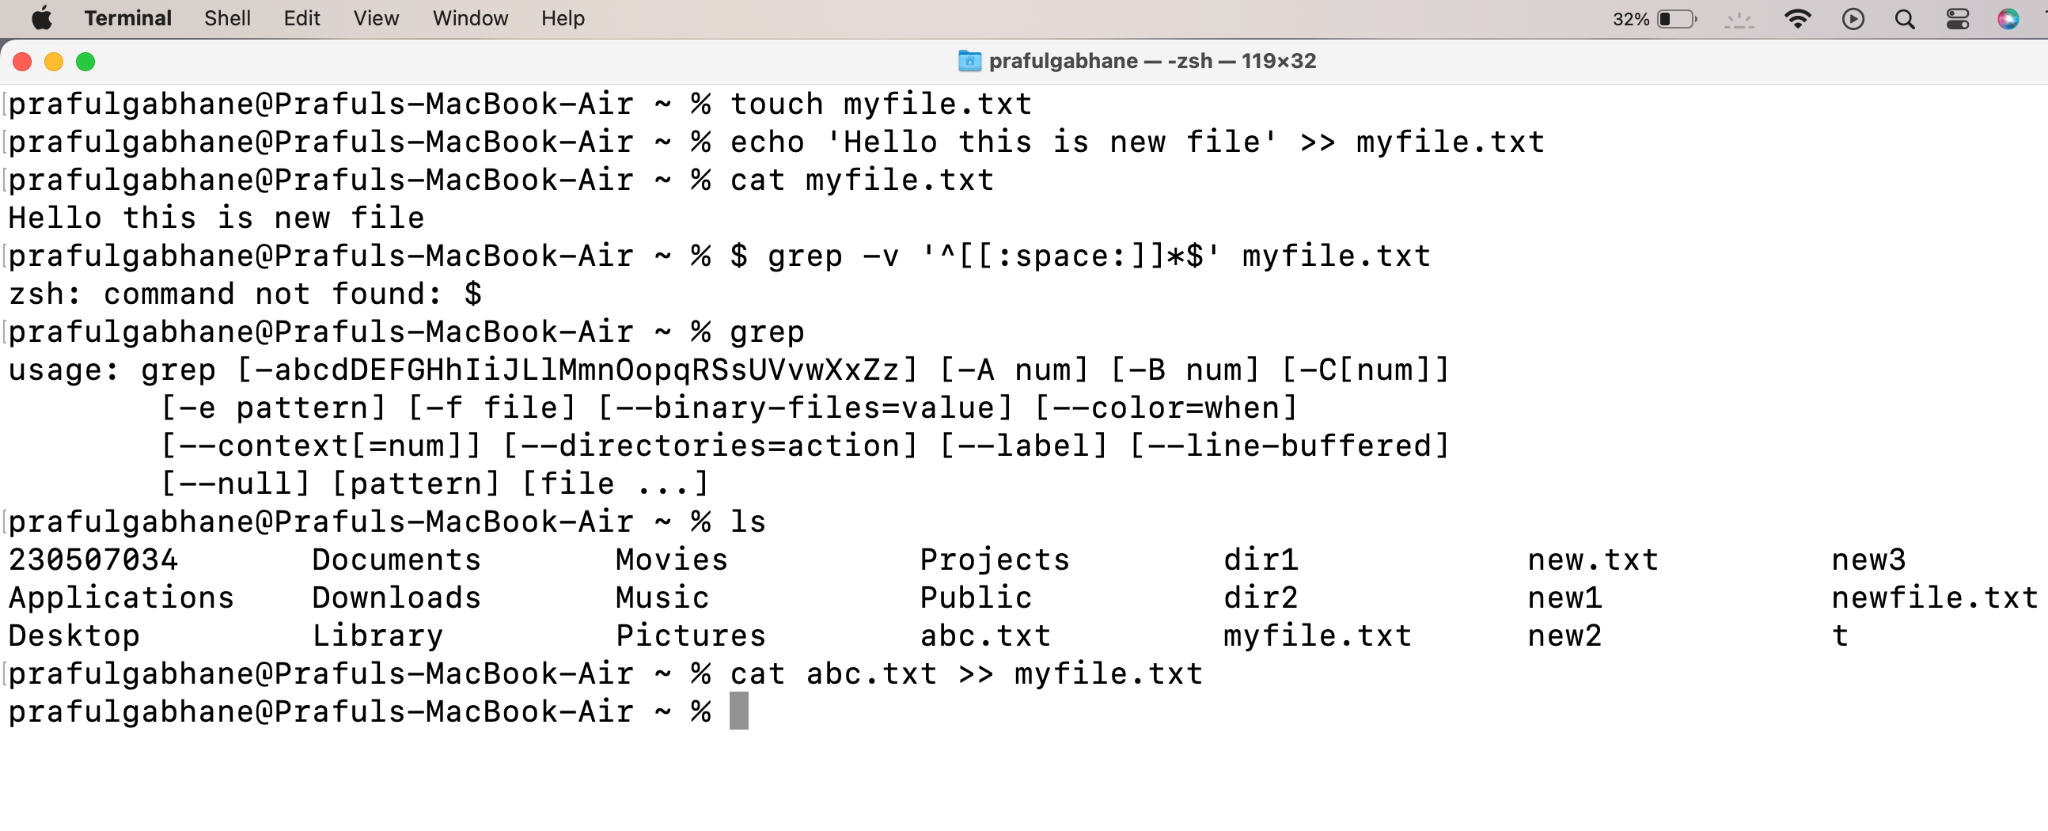 Terminal Shell Edit View Window Help 32%
prafulgabhane — -zsh — 119×32
prafulgabhane@Prafuls-MacBook-Air ~ % touch myfile.txt
prafulgabhane@Prafuls-MacBook-Air ~ % echo 'Hello this is new file' >> myfile.txt
prafulgabhane@Prafuls-MacBook-Air ~ % cat myfile.txt
Hello this is new file
prafulgabhane@Prafuls-MacBook-Air ~ % $ grep -v '^[[:space:]]*$' myfile.txt
zsh: command not found: $
prafulgabhane@Prafuls-MacBook-Air ~ % grep
usage: grep [-abcdDEFGHhIiJLlMmnOopqRSsUVvwXxZz] [-A num] [-B num] [-C[num]]
[-e pattern] [-f file] [--binary-files=value] [--color=when]
[--context[=num]] [--directories=action] [--label] [--line-buffered]
[--null] [pattern] [file ...]
prafulgabhane@Prafuls-MacBook-Air ~ % ls
230507034 Documents Movies Projects dir1 new.txt new3
Applications Downloads Music Public dir2 new1 newfile.txt
Desktop Library Pictures abc.txt myfile.txt new2 t
prafulgabhane@Prafuls-MacBook-Air ~ % cat abc.txt >> myfile.txt
prafulgabhane@Prafuls-MacBook-Air ~ %